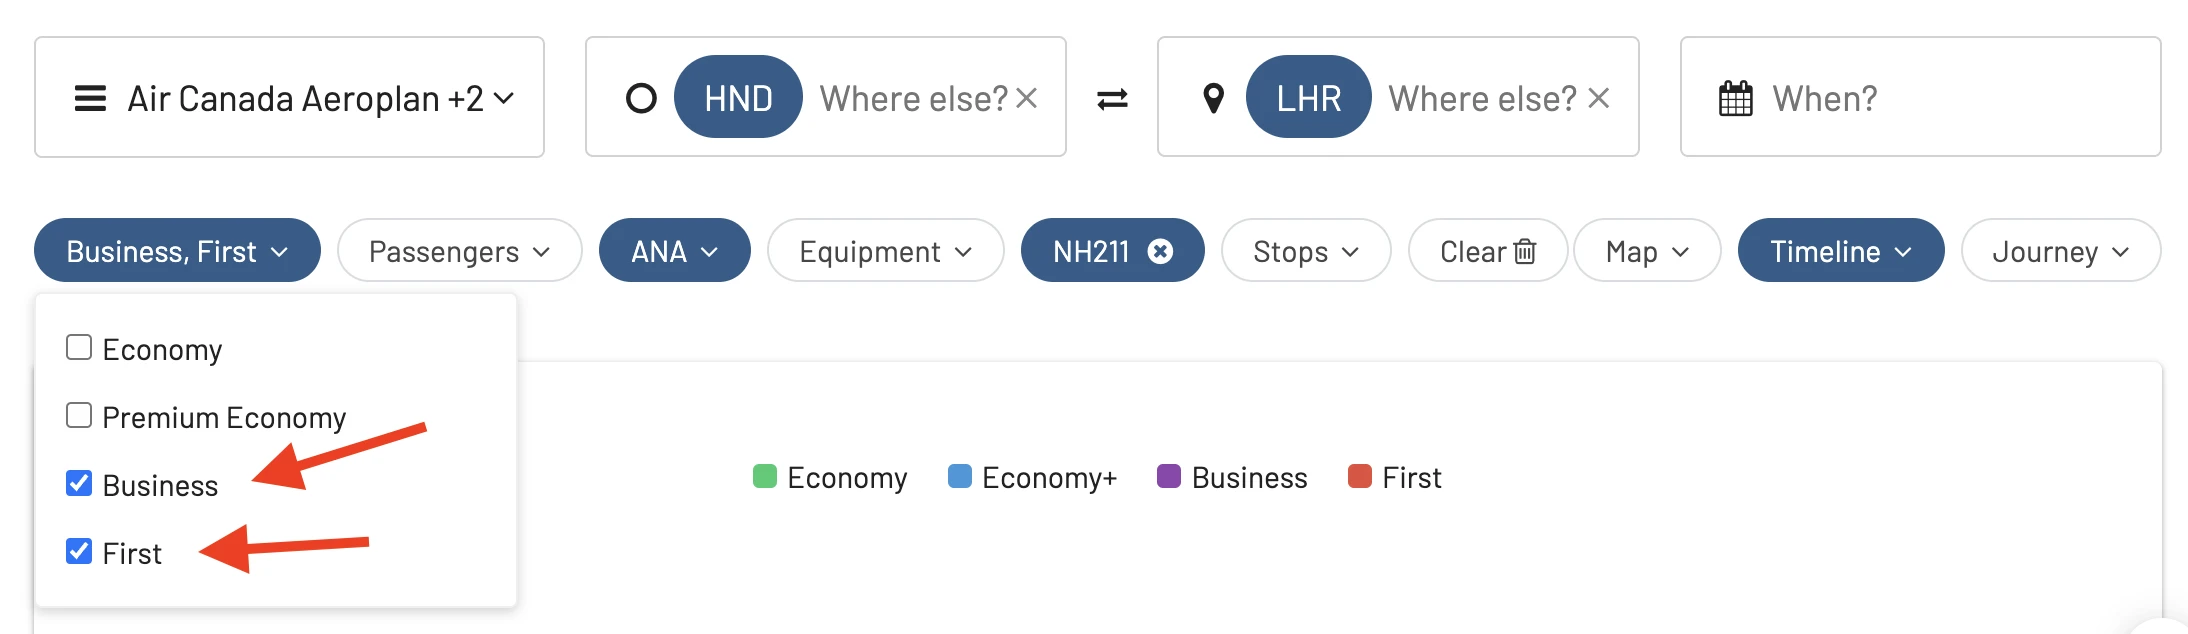 Air Canada Aeroplan +2 HND Where else? LHR Where else? When?
Business, First Passengers ANA Equipment NH211 Stops Clear Map Timeline Journey
Economy
Premium Economy
Business
First
Economy Economy+ Business First